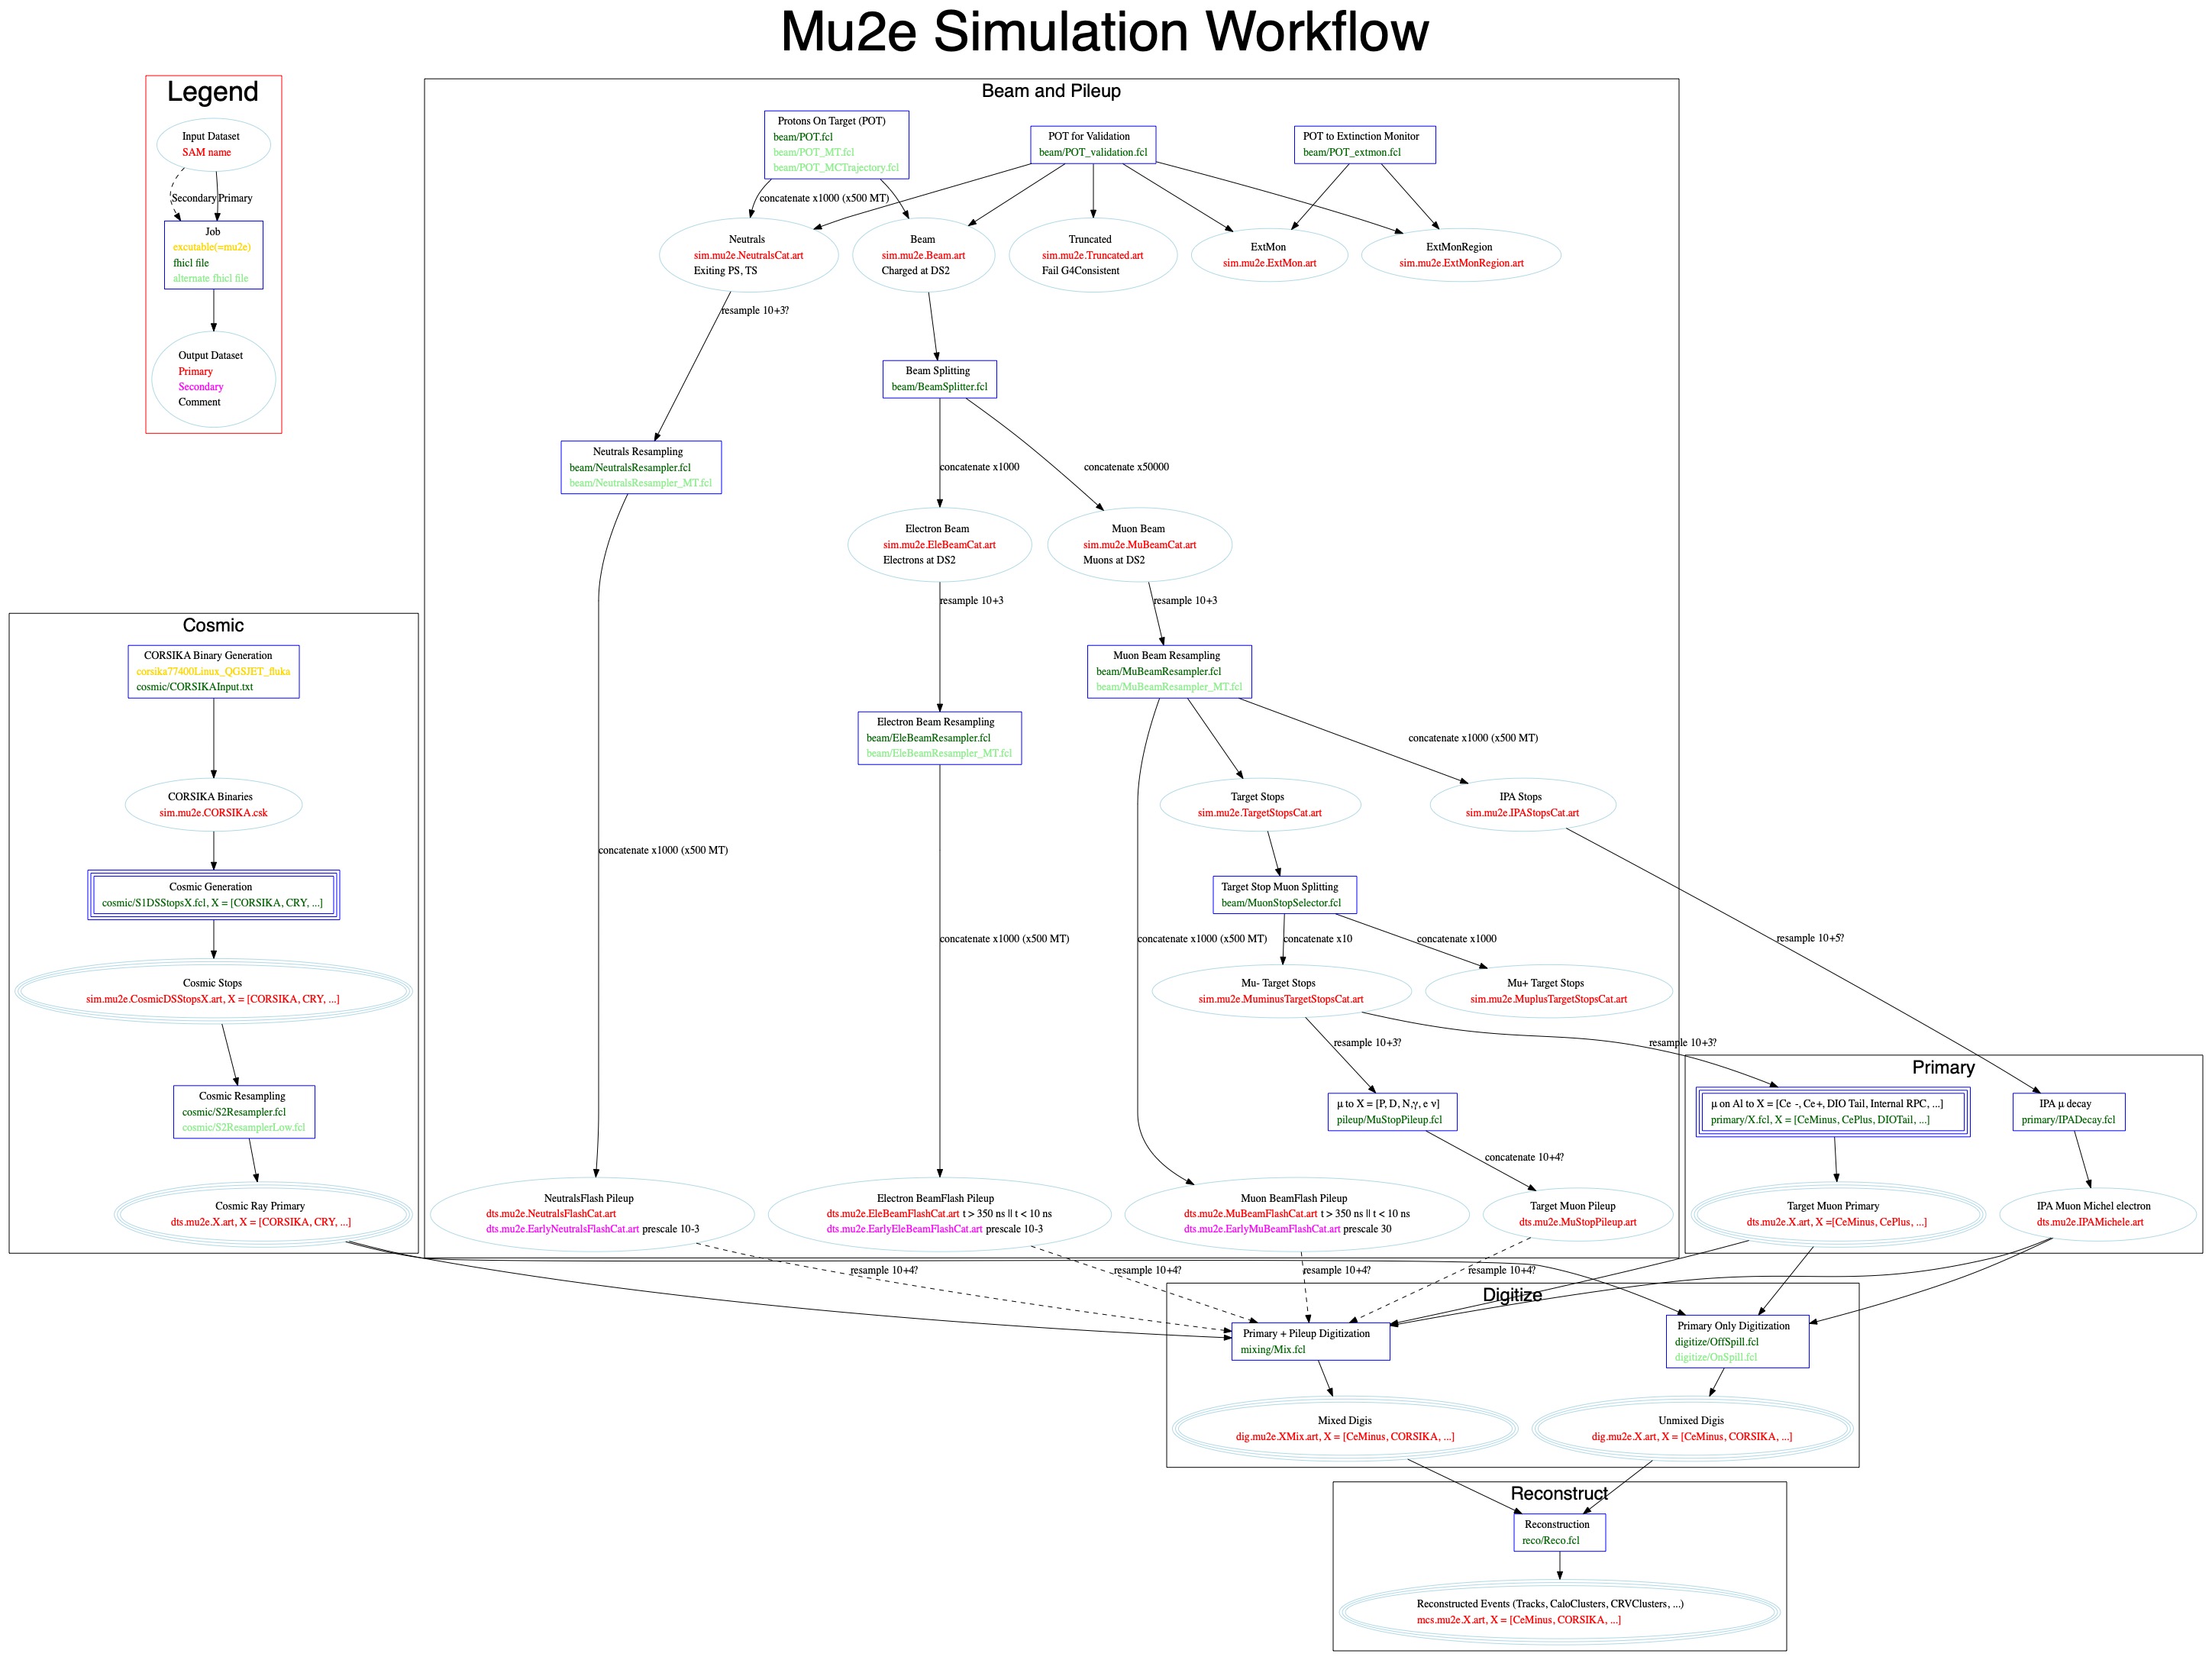 Mu2e Simulation Workflow
Legend
Input Dataset
SAM name
Secondary
Primary
Job
excutable(=mu2e)
fhicl file
alternate fhicl file
Output Dataset
Primary
Secondary
Comment
Beam and Pileup
Protons On Target (POT)
beam/POT.fcl
beam/POT_MT.fcl
beam/POT_MCTrajectory.fcl
POT for Validation
beam/POT_validation.fcl
POT to Extinction Monitor
beam/POT_extmon.fcl
concatenate x1000 (x500 MT)
Neutrals
sim.mu2e.NeutralsCat.art
Exiting PS, TS
Beam
sim.mu2e.Beam.art
Charged at DS2
Truncated
sim.mu2e.Truncated.art
Fail G4Consistent
ExtMon
sim.mu2e.ExtMon.art
ExtMonRegion
sim.mu2e.ExtMonRegion.art
resample 10+3?
Beam Splitting
beam/BeamSplitter.fcl
Neutrals Resampling
beam/NeutralsResampler.fcl
beam/NeutralsResampler_MT.fcl
concatenate x1000
concatenate x50000
Electron Beam
sim.mu2e.EleBeamCat.art
Electrons at DS2
Muon Beam
sim.mu2e.MuBeamCat.art
Muons at DS2
resample 10+3
resample 10+3
Muon Beam Resampling
beam/MuBeamResampler.fcl
beam/MuBeamResampler_MT.fcl
Electron Beam Resampling
beam/EleBeamResampler.fcl
beam/EleBeamResampler_MT.fcl
concatenate x1000 (x500 MT)
Target Stops
sim.mu2e.TargetStopsCat.art
IPA Stops
sim.mu2e.IPAStopsCat.art
concatenate x1000 (x500 MT)
Target Stop Muon Splitting
beam/MuonStopSelector.fcl
concatenate x1000 (x500 MT)
concatenate x1000 (x500 MT)
concatenate x10
concatenate x1000
resample 10+5?
Mu- Target Stops
sim.mu2e.MuminusTargetStopsCat.art
Mu+ Target Stops
sim.mu2e.MuplusTargetStopsCat.art
resample 10+3?
resample 10+3?
μ to X = [P, D, N,γ, e ν]
pileup/MuStopPileup.fcl
concatenate 10+4?
NeutralsFlash Pileup
dts.mu2e.NeutralsFlashCat.art
dts.mu2e.EarlyNeutralsFlashCat.art prescale 10-3
Electron BeamFlash Pileup
dts.mu2e.EleBeamFlashCat.art t > 350 ns || t < 10 ns
dts.mu2e.EarlyEleBeamFlashCat.art prescale 10-3
Muon BeamFlash Pileup
dts.mu2e.MuBeamFlashCat.art t > 350 ns || t < 10 ns
dts.mu2e.EarlyMuBeamFlashCat.art prescale 30
Target Muon Pileup
dts.mu2e.MuStopPileup.art
Cosmic
CORSIKA Binary Generation
corsika77400Linux_QGSJET_fluka
cosmic/CORSIKAInput.txt
CORSIKA Binaries
sim.mu2e.CORSIKA.csk
Cosmic Generation
cosmic/S1DSStopsX.fcl, X = [CORSIKA, CRY, ...]
Cosmic Stops
sim.mu2e.CosmicDSStopsX.art, X = [CORSIKA, CRY, ...]
Cosmic Resampling
cosmic/S2Resampler.fcl
cosmic/S2ResamplerLow.fcl
Cosmic Ray Primary
dts.mu2e.X.art, X = [CORSIKA, CRY, ...]
Primary
μ on Al to X = [Ce -, Ce+, DIO Tail, Internal RPC, ...]
primary/X.fcl, X = [CeMinus, CePlus, DIOTail, ...]
IPA μ decay
primary/IPADecay.fcl
Target Muon Primary
dts.mu2e.X.art, X =[CeMinus, CePlus, ...]
IPA Muon Michel electron
dts.mu2e.IPAMichele.art
resample 10+4?
resample 10+4?
resample 10+4?
resample 10+4?
Digitize
Primary + Pileup Digitization
mixing/Mix.fcl
Primary Only Digitization
digitize/OffSpill.fcl
digitize/OnSpill.fcl
Mixed Digis
dig.mu2e.XMix.art, X = [CeMinus, CORSIKA, ...]
Unmixed Digis
dig.mu2e.X.art, X = [CeMinus, CORSIKA, ...]
Reconstruct
Reconstruction
reco/Reco.fcl
Reconstructed Events (Tracks, CaloClusters, CRVClusters, ...)
mcs.mu2e.X.art, X = [CeMinus, CORSIKA, ...]